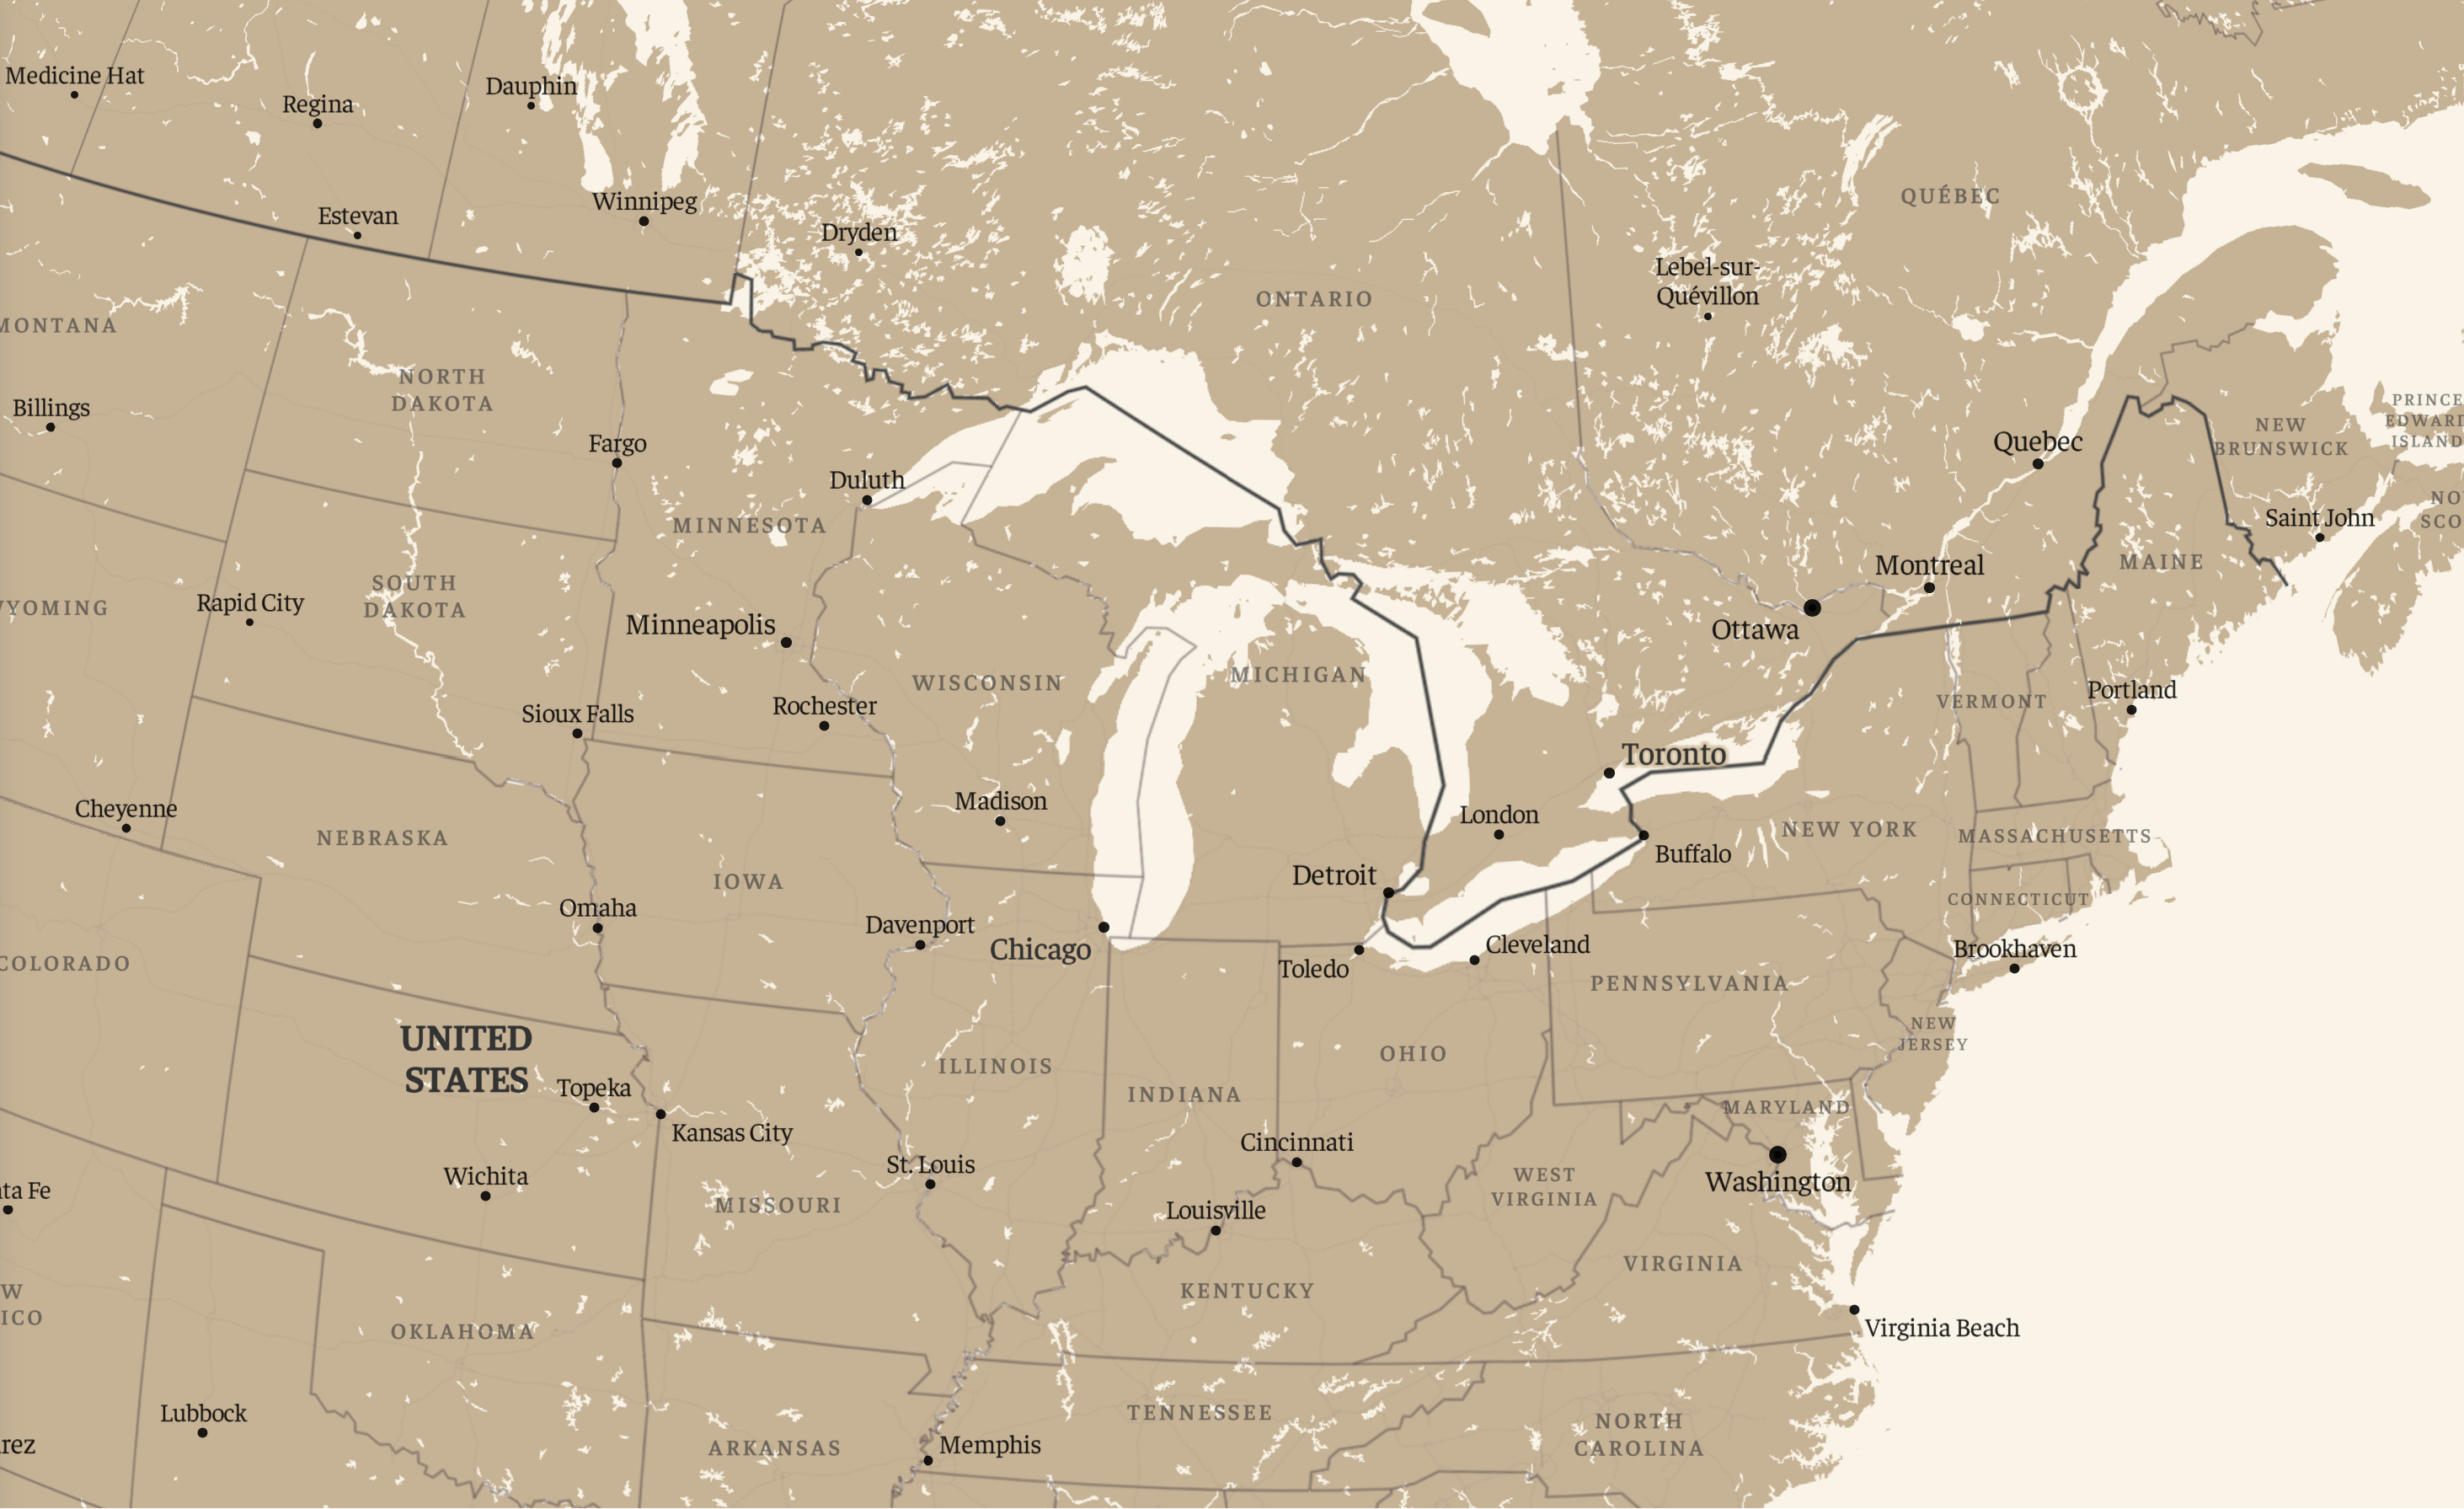 Medicine Hat
Regina
Dauphin
Winnipeg
Estevan
Dryden
QUÉBEC
Lebel-sur-
Quévillon
ONTARIO
MONTANA
NORTH
DAKOTA
Billings
Fargo
Duluth
MINNESOTA
Quebec
NEW
BRUNSWICK
PRINCE
EDWARD
ISLAND
NO
SCO
Saint John
MAINE
Montreal
Ottawa
SOUTH
DAKOTA
YOMING
Rapid City
Minneapolis
WISCONSIN
MICHIGAN
VERMONT
Portland
Sioux Falls
Rochester
Toronto
Cheyenne
NEBRASKA
IOWA
Madison
London
Buffalo
NEW YORK
MASSACHUSETTS
Detroit
CONNECTICUT
Omaha
Davenport
Chicago
Toledo
Cleveland
Brookhaven
COLORADO
PENNSYLVANIA
NEW
JERSEY
UNITED
STATES
Topeka
Kansas City
ILLINOIS
INDIANA
OHIO
MARYLAND
Cincinnati
Washington
WEST
VIRGINIA
ta Fe
Wichita
St. Louis
MISSOURI
Louisville
VIRGINIA
W
ICO
KENTUCKY
OKLAHOMA
Virginia Beach
Lubbock
TENNESSEE
NORTH
CAROLINA
rez
ARKANSAS
Memphis